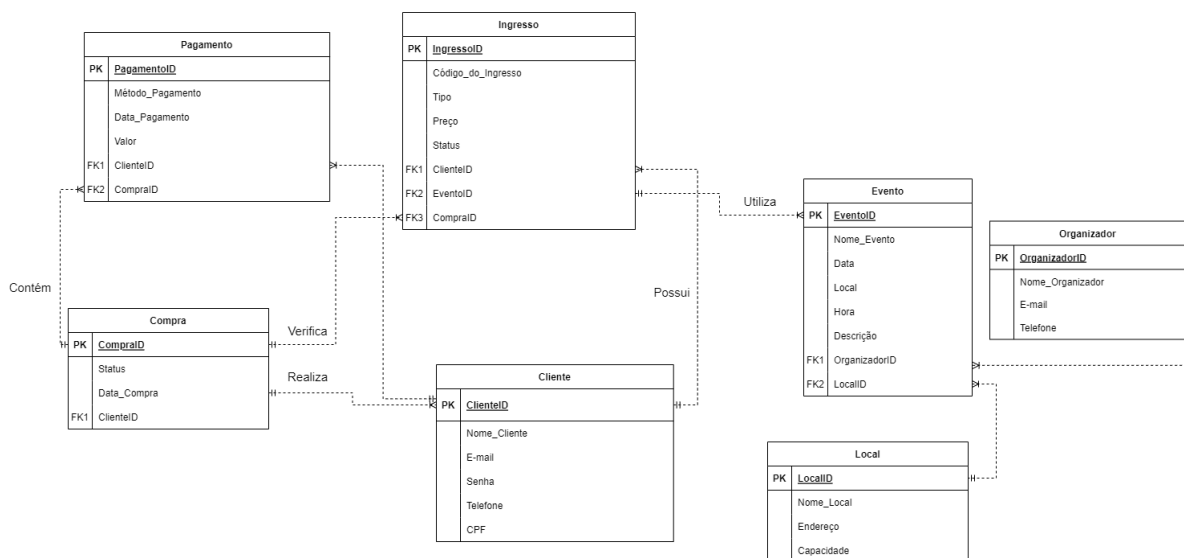 Pagamento
PK PagamentoID
Método_Pagamento
Data_Pagamento
Valor
FK1 ClienteID
FK2 CompraID
Ingresso
PK IngressoID
Código_do_Ingresso
Tipo
Preço
Status
FK1 ClienteID
FK2 EventoID
FK3 CompraID
Utiliza
Evento
PK EventoID
Nome_Evento
Data
Local
Hora
Descrição
FK1 OrganizadorID
FK2 LocalID
Organizador
PK OrganizadorID
Nome_Organizador
E-mail
Telefone
Contém
Verifica
Realiza
Possui
Compra
PK CompraID
Status
Data_Compra
FK1 ClienteID
Cliente
PK ClienteID
Nome_Cliente
E-mail
Senha
Telefone
CPF
Local
PK LocalID
Nome_Local
Endereço
Capacidade